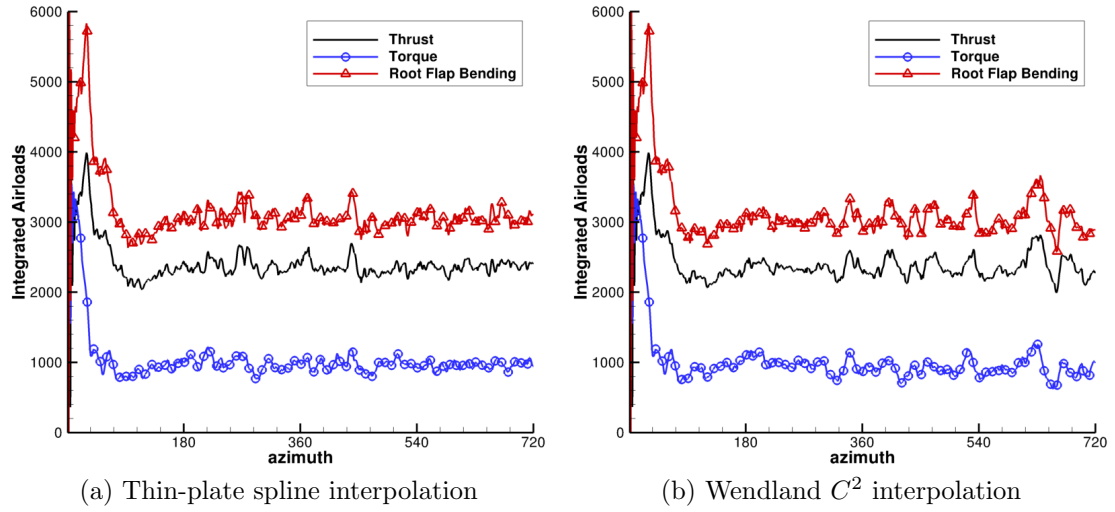 6000
5000
4000
3000
2000
1000
0
Integrated Airloads
Thrust
Torque
Root Flap Bending
180
360
540
720
azimuth
(a) Thin-plate spline interpolation
6000
5000
4000
3000
2000
1000
0
Integrated Airloads
Thrust
Torque
Root Flap Bending
180
360
540
720
azimuth
(b) Wendland C² interpolation